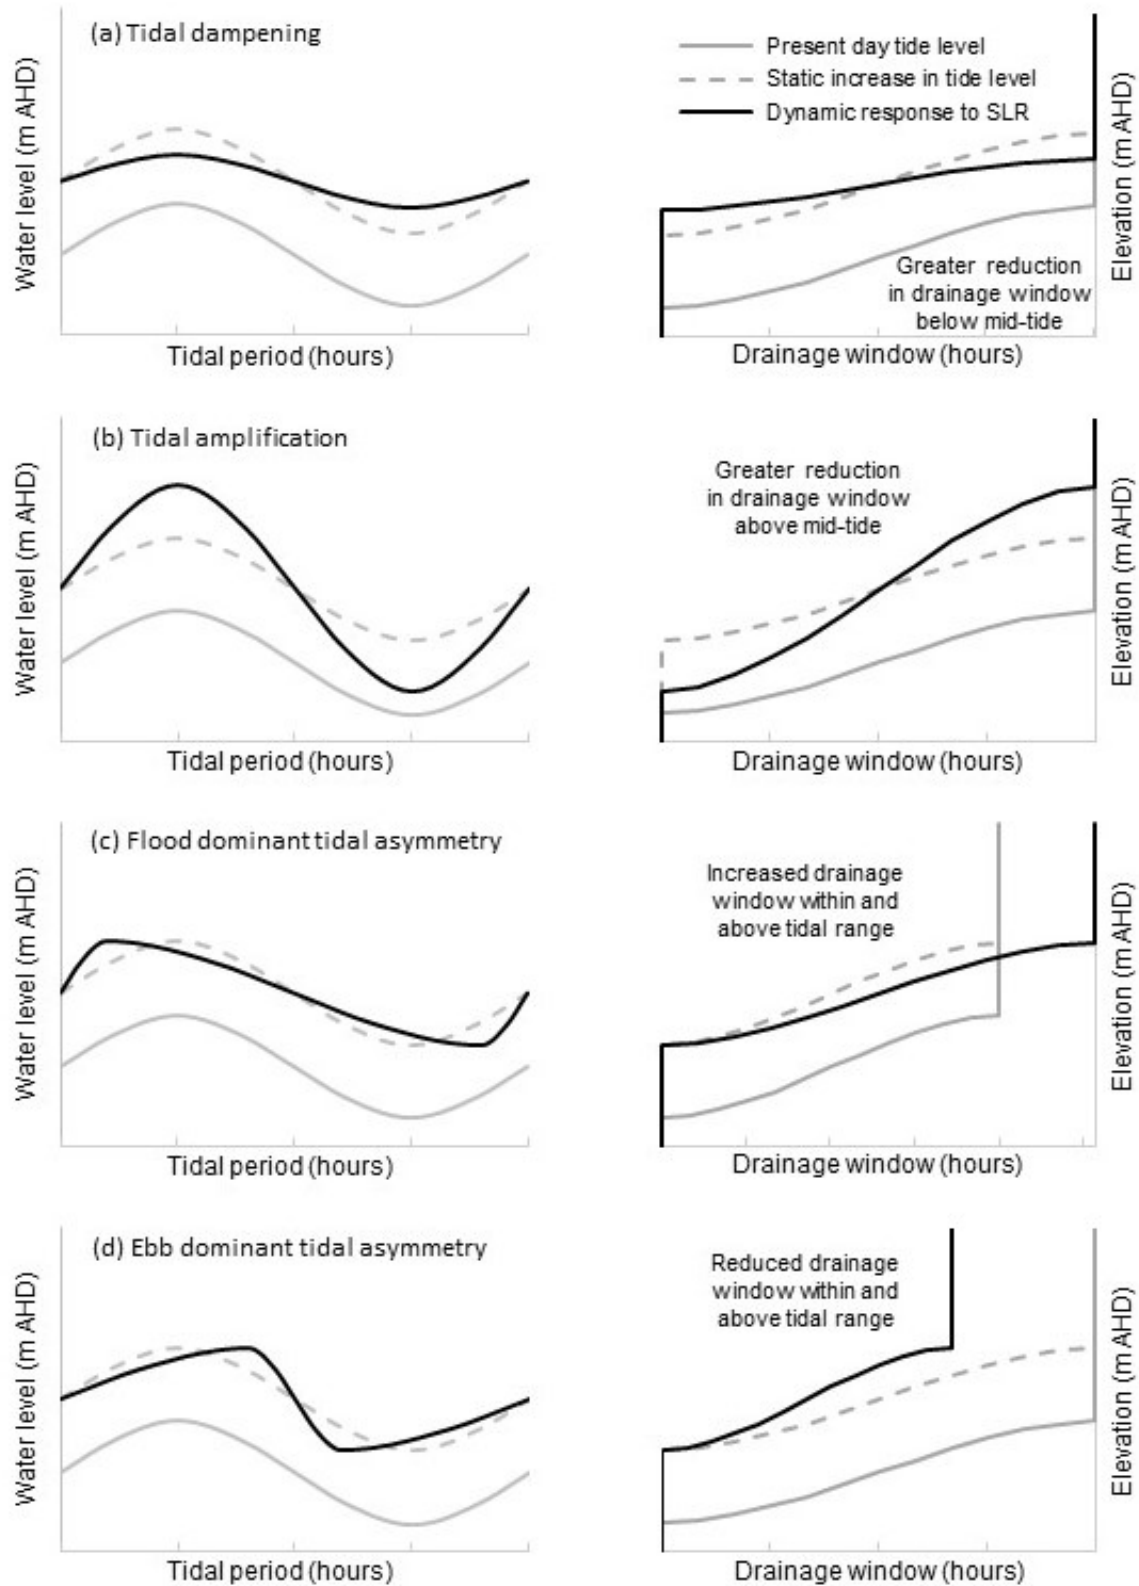 (a) Tidal dampening
Water level (m AHD)
Tidal period (hours)
Present day tide level
Static increase in tide level
Dynamic response to SLR
Greater reduction
in drainage window
below mid-tide
Elevation (m AHD)
Drainage window (hours)
(b) Tidal amplification
Water level (m AHD)
Tidal period (hours)
Greater reduction
in drainage window
above mid-tide
Elevation (m AHD)
Drainage window (hours)
(c) Flood dominant tidal asymmetry
Water level (m AHD)
Tidal period (hours)
Increased drainage
window within and
above tidal range
Elevation (m AHD)
Drainage window (hours)
(d) Ebb dominant tidal asymmetry
Water level (m AHD)
Tidal period (hours)
Reduced drainage
window within and
above tidal range
Elevation (m AHD)
Drainage window (hours)